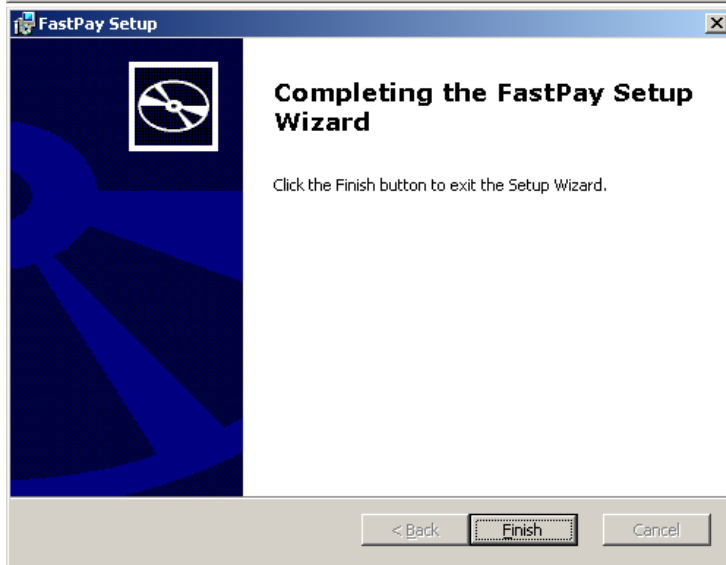 FastPay Setup
Completing the FastPay Setup
Wizard
Click the Finish button to exit the Setup Wizard.
< Back
Finish
Cancel